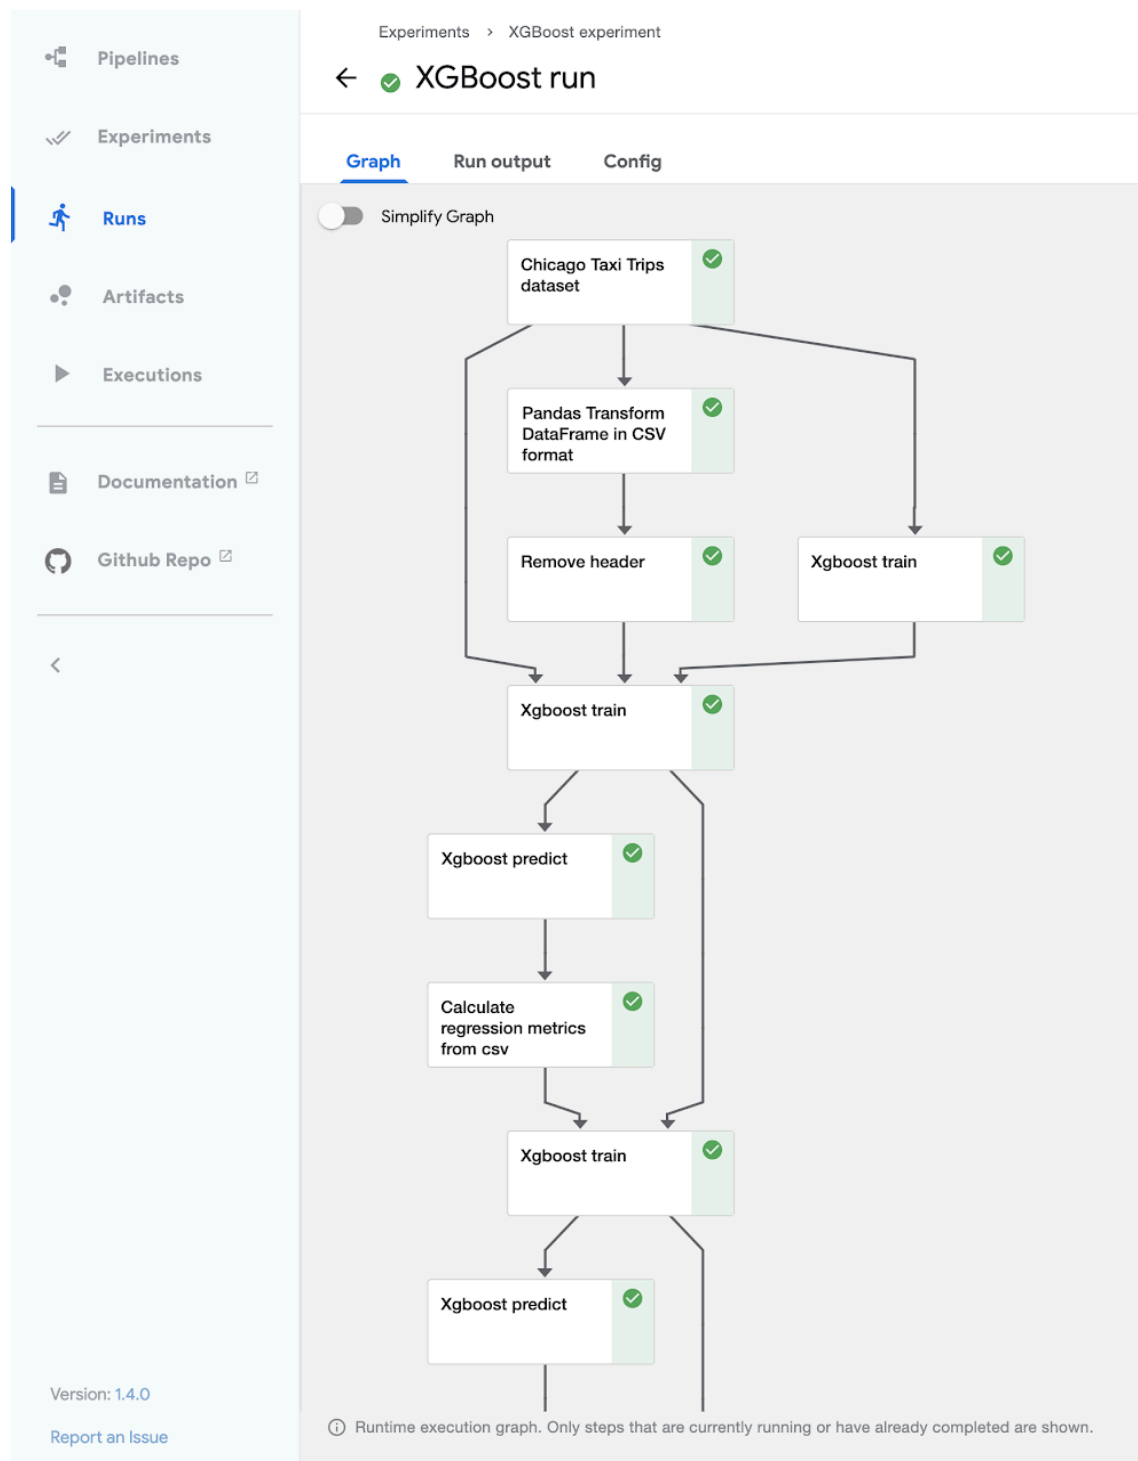 Pipelines
Experiments
Runs
Artifacts
Executions
Documentation
Github Repo
Version: 1.4.0
Report an Issue
Experiments > XGBoost experiment
XGBoost run
Graph Run output Config
Simplify Graph
Chicago Taxi Trips
dataset
Pandas Transform
DataFrame in CSV
format
Remove header
Xgboost train
Xgboost train
Xgboost predict
Calculate
regression metrics
from csv
Xgboost train
Xgboost predict
Runtime execution graph. Only steps that are currently running or have already completed are shown.